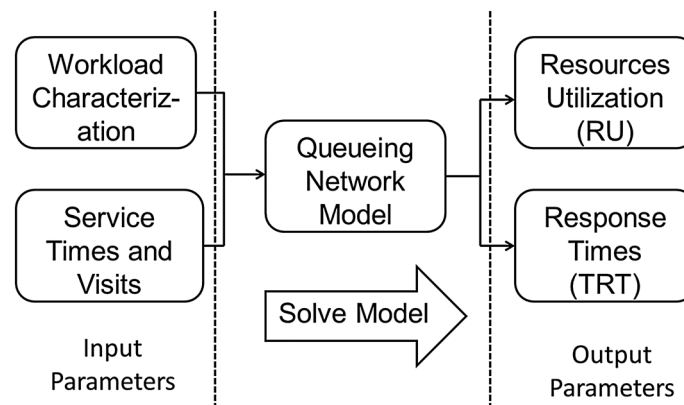 Workload
Characteriz-
ation
Service
Times and
Visits
Input
Parameters
Queueing
Network
Model
Solve Model
Resources
Utilization
(RU)
Response
Times
(TRT)
Output
Parameters